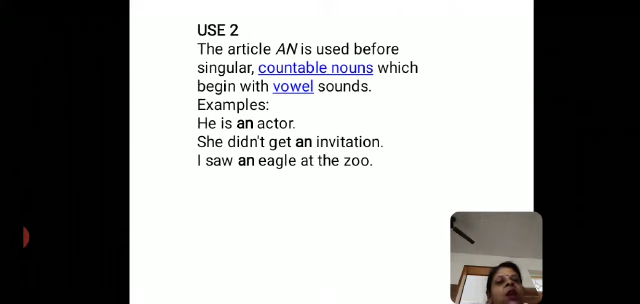 USE 2
The article AN is used before
singular, countable nouns which
begin with vowel sounds.
Examples:
He is an actor.
She didn't get an invitation.
I saw an eagle at the zoo.